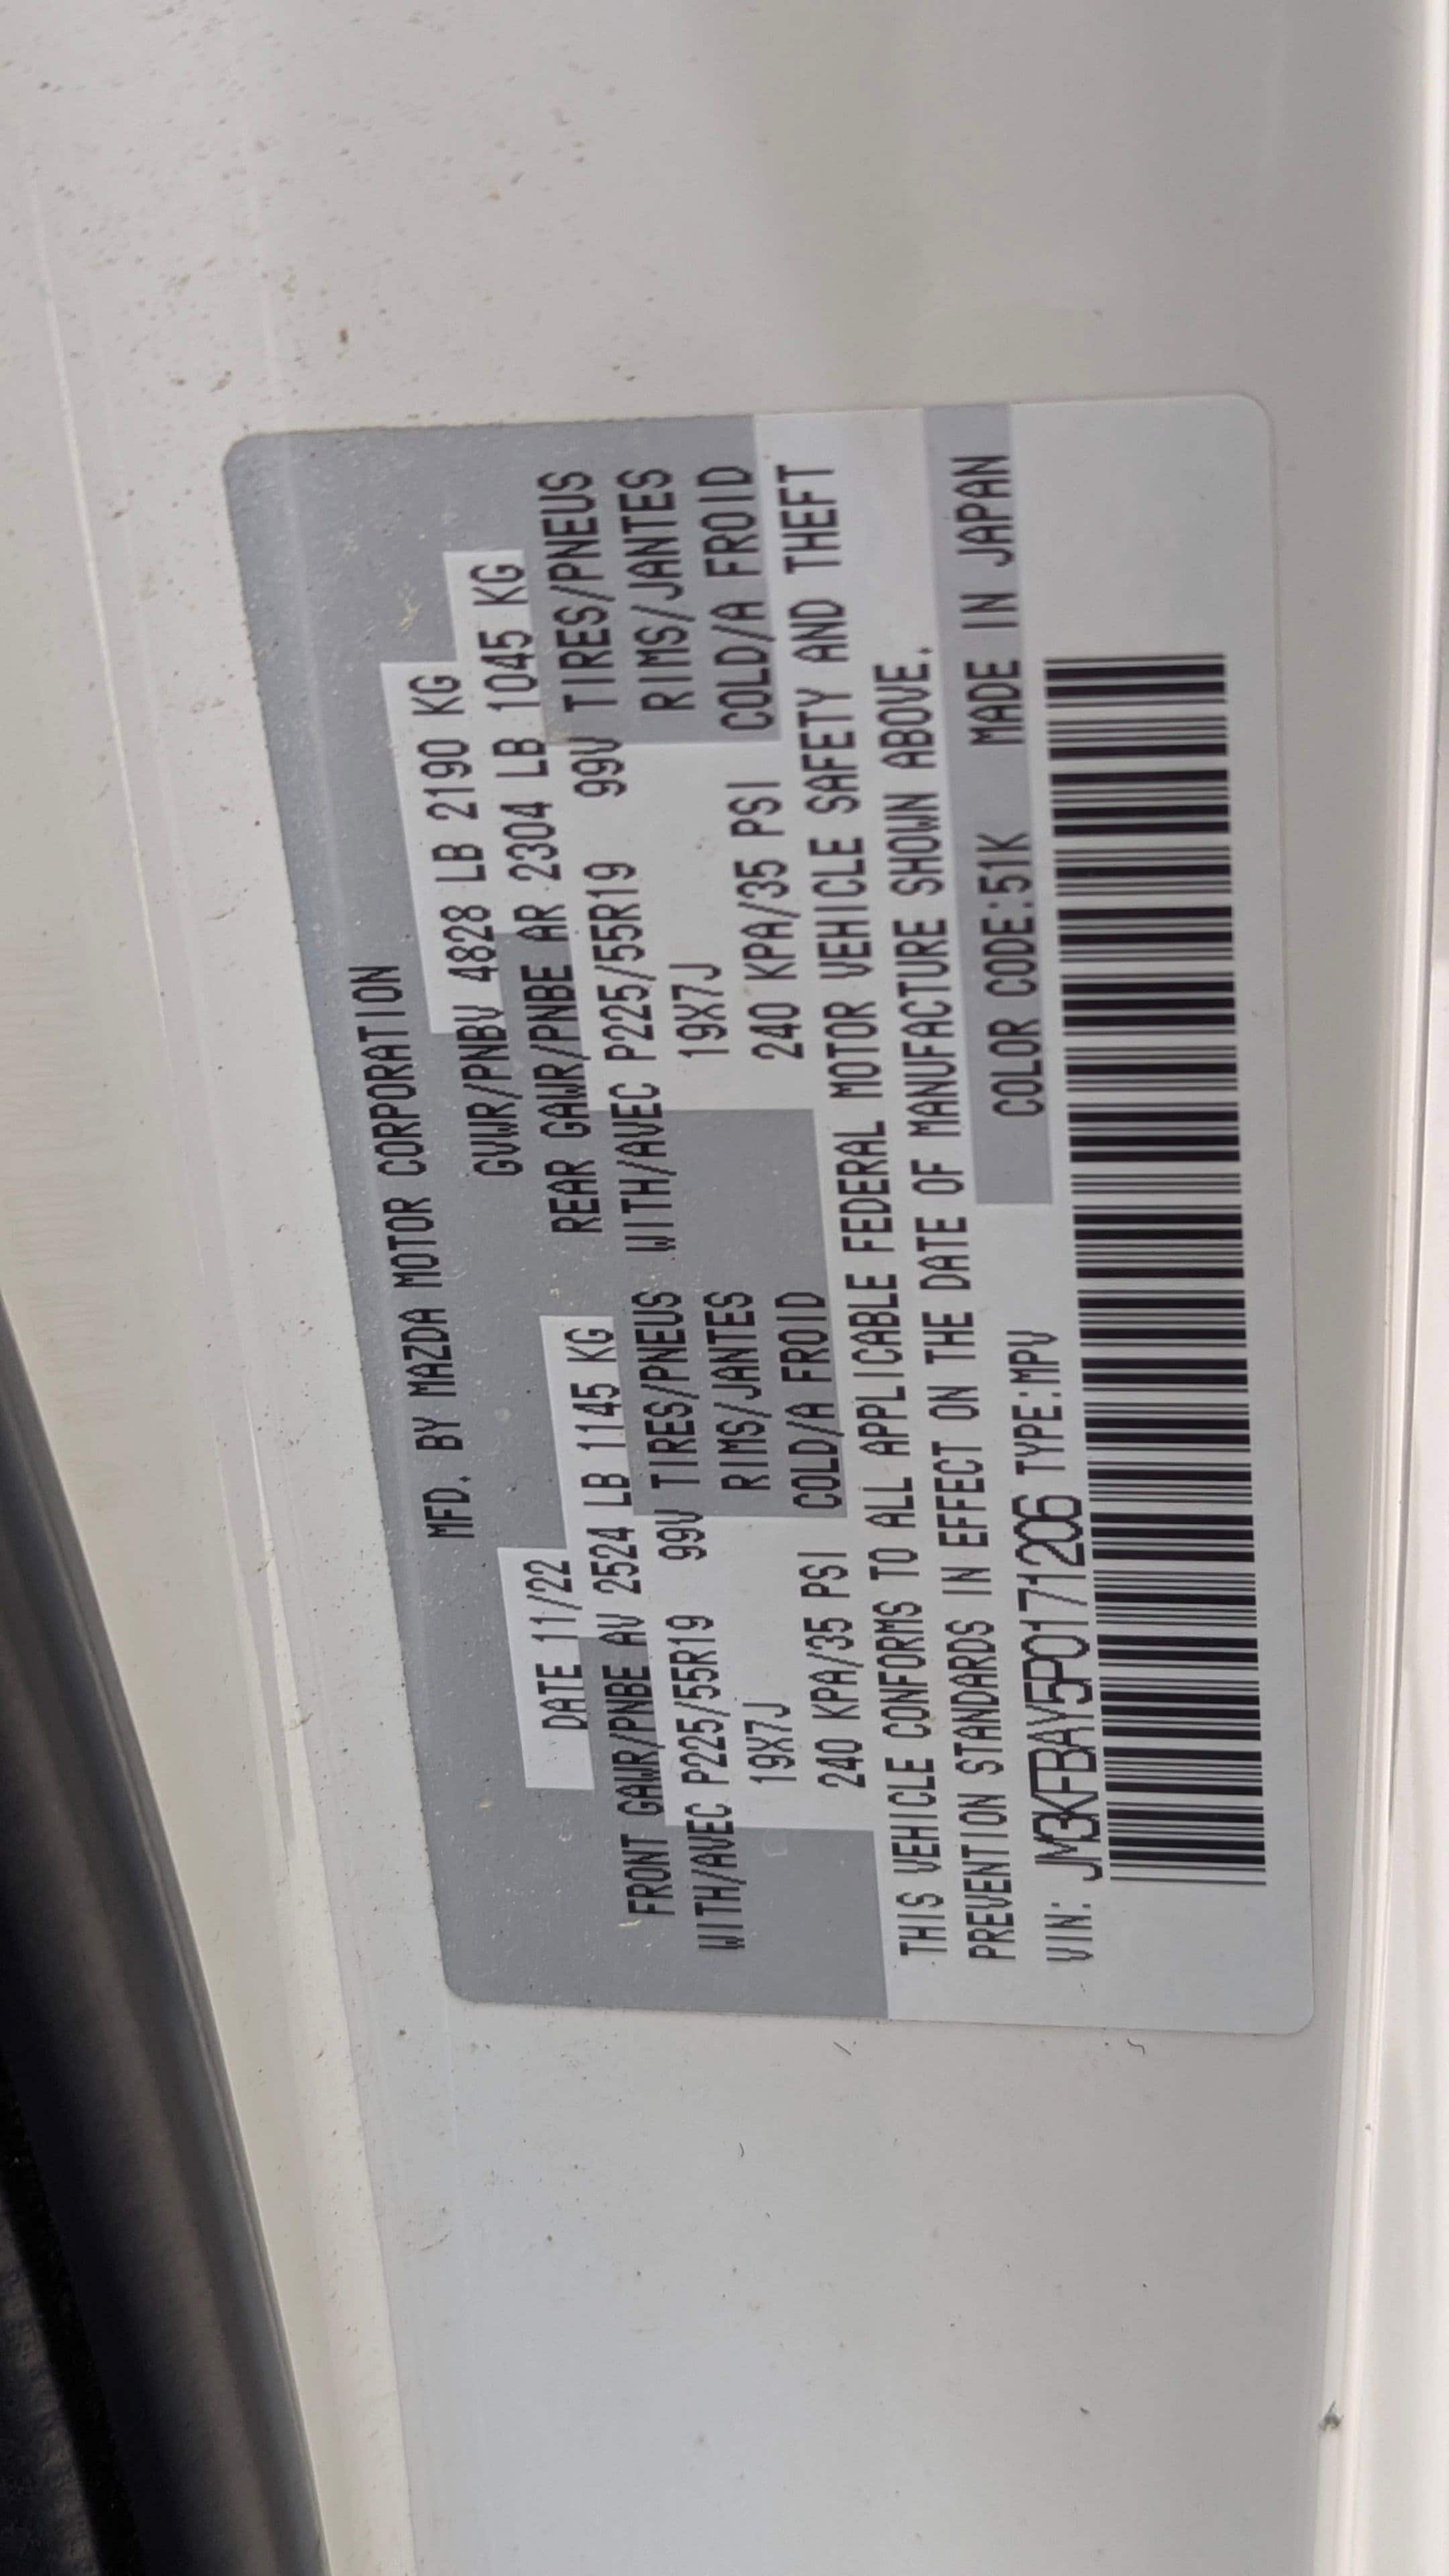 MFD. BY MAZDA MOTOR CORPORATION
DATE 11/22 GVWR/PNBV 4828 LB 2190 KG
FRONT GAWR/PNBE AV 2524 LB 1145 KG REAR GAWR/PNBE AR 2304 LB 1045 KG
WITH/AVEC P225/55R19 99V TIRES/PNEUS WITH/AVEC P225/55R19 99V TIRES/PNEUS
19X7J RIMS/JANTES 19X7J RIMS/JANTES
240 KPA/35 PSI COLD/A FROID 240 KPA/35 PSI COLD/A FROID
THIS VEHICLE CONFORMS TO ALL APPLICABLE FEDERAL MOTOR VEHICLE SAFETY AND THEFT
PREVENTION STANDARDS IN EFFECT ON THE DATE OF MANUFACTURE SHOWN ABOVE.
VIN: JM3KFBAY5P0171206 TYPE:MPV COLOR CODE:51K MADE IN JAPAN